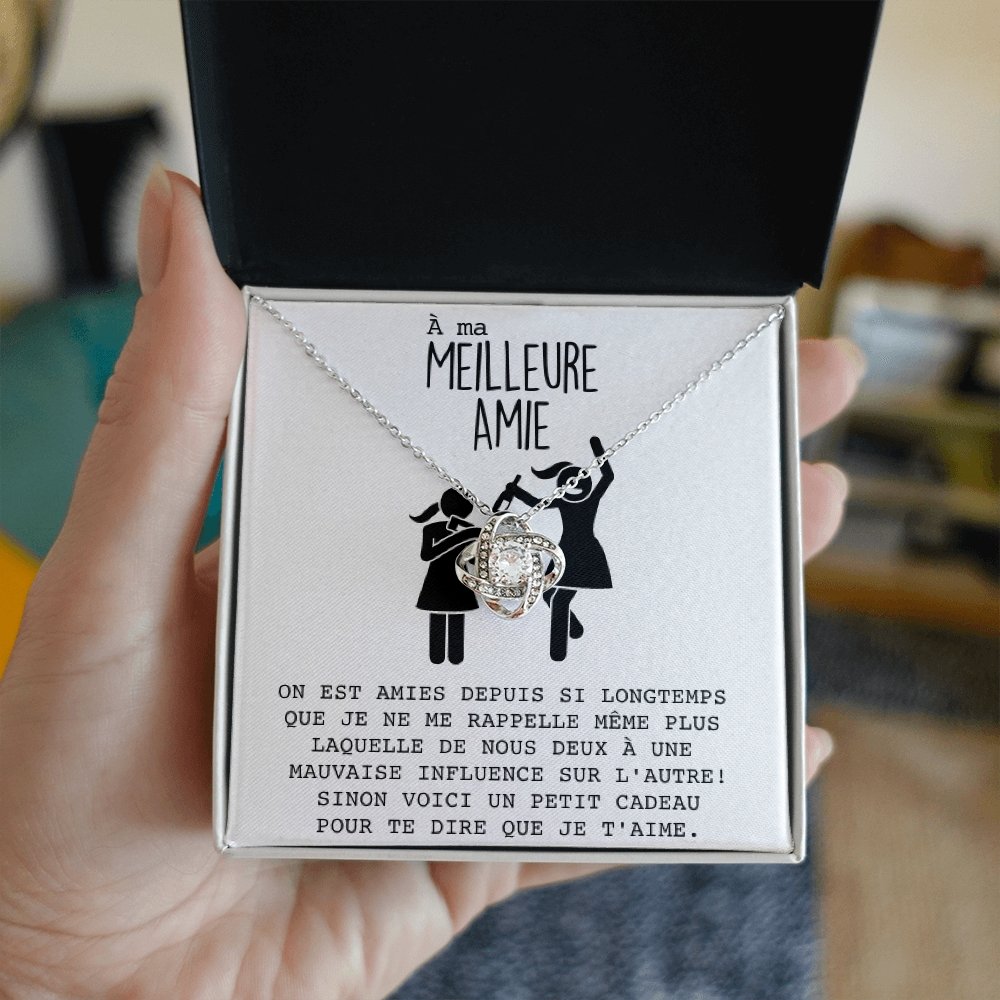 À ma
MEILLEURE
AMIE
ON EST AMIES DEPUIS SI LONGTEMPS
QUE JE NE ME RAPPELLE MÊME PLUS
LAQUELLE DE NOUS DEUX À UNE
MAUVAISE INFLUENCE SUR L'AUTRE!
SINON VOICI UN PETIT CADEAU
POUR TE DIRE QUE JE T'AIME.